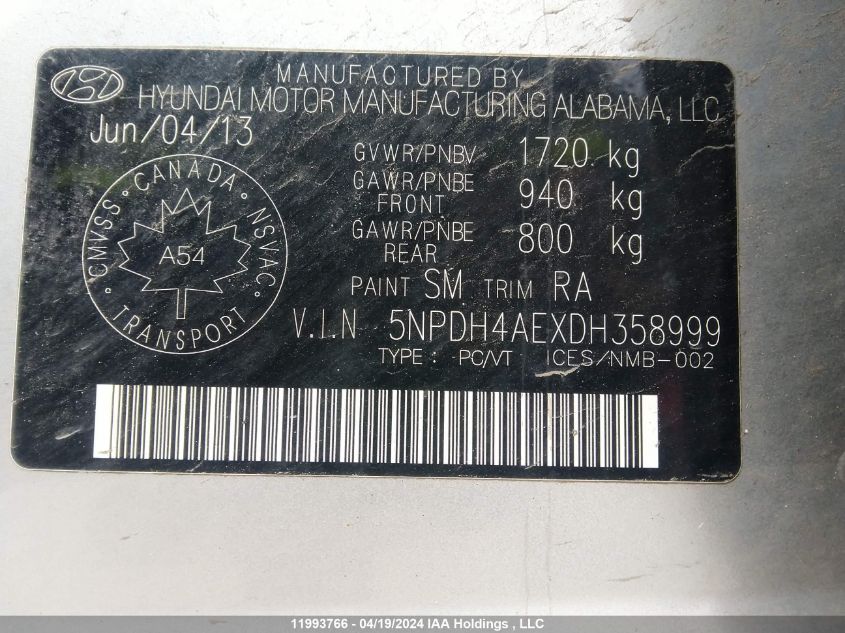 MANUFACTURED BY
HYUNDAI MOTOR MANUFACTURING ALABAMA, LLC
Jun/04/13
GVWR/PNBV 1720 kg
GAWR/PNBE FRONT 940 kg
GAWR/PNBE REAR 800 kg
CMVSS ° CANADA ° NSVAC ° TRANSPORT °
A54
PAINT SM TRIM RA
V.I.N 5NPDH4AEXDH358999
TYPE : PC/VT ICES/NMB-002
11993766 - 04/19/2024 IAA Holdings , LLC